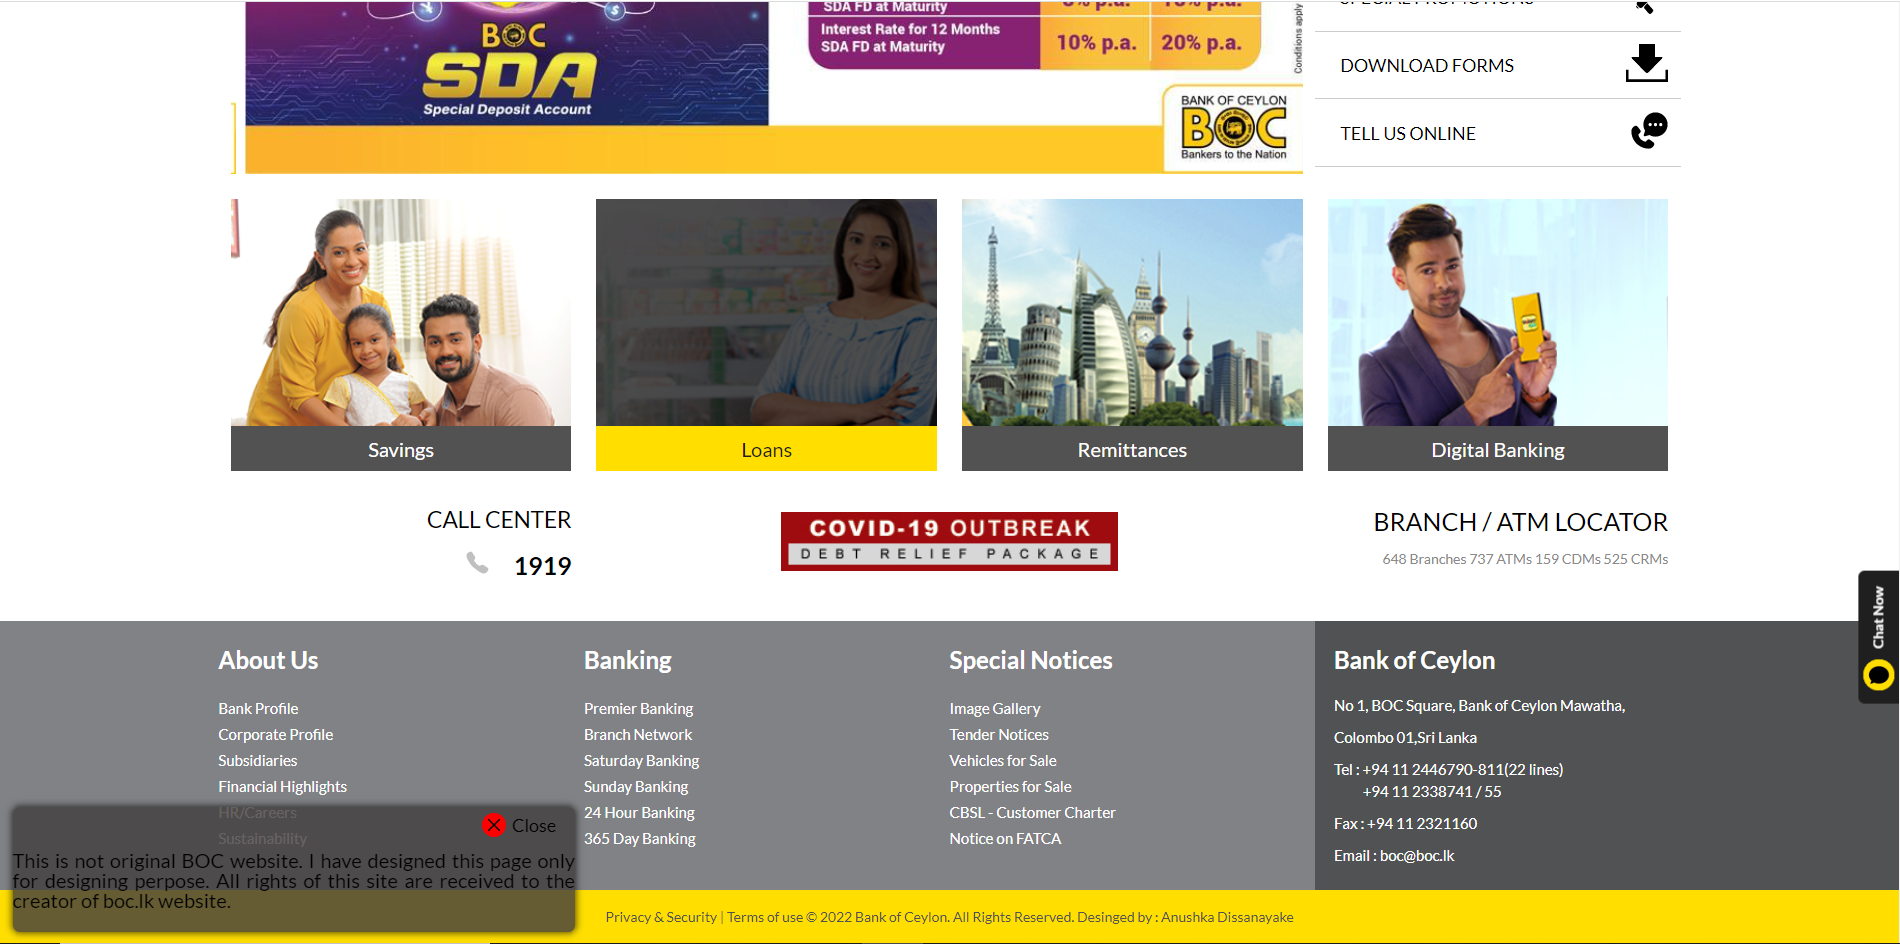 SDA FD at Maturity
SPECIAL PROMOTIONS
Interest Rate for 12 Months
SDA FD at Maturity
10% p.a. 20% p.a.
Conditions apply
BOC
SDA
Special Deposit Account
BANK OF CEYLON
BOC
Bankers to the Nation
DOWNLOAD FORMS
TELL US ONLINE
Savings
Loans
Remittances
Digital Banking
CALL CENTER
1919
COVID-19 OUTBREAK
DEBT RELIEF PACKAGE
BRANCH / ATM LOCATOR
648 Branches 737 ATMs 159 CDMs 525 CRMs
Chat Now
About Us
Bank Profile
Corporate Profile
Subsidiaries
Financial Highlights
HR/Careers
Sustainability
Banking
Premier Banking
Branch Network
Saturday Banking
Sunday Banking
24 Hour Banking
365 Day Banking
Special Notices
Image Gallery
Tender Notices
Vehicles for Sale
Properties for Sale
CBSL - Customer Charter
Notice on FATCA
Bank of Ceylon
No 1, BOC Square, Bank of Ceylon Mawatha,
Colombo 01,Sri Lanka
Tel : +94 11 2446790-811(22 lines)
+94 11 2338741 / 55
Fax : +94 11 2321160
Email : boc@boc.lk
Close
This is not original BOC website. I have designed this page only
for designing perpose. All rights of this site are received to the
creator of boc.lk website.
Privacy & Security | Terms of use © 2022 Bank of Ceylon. All Rights Reserved. Desinged by : Anushka Dissanayake